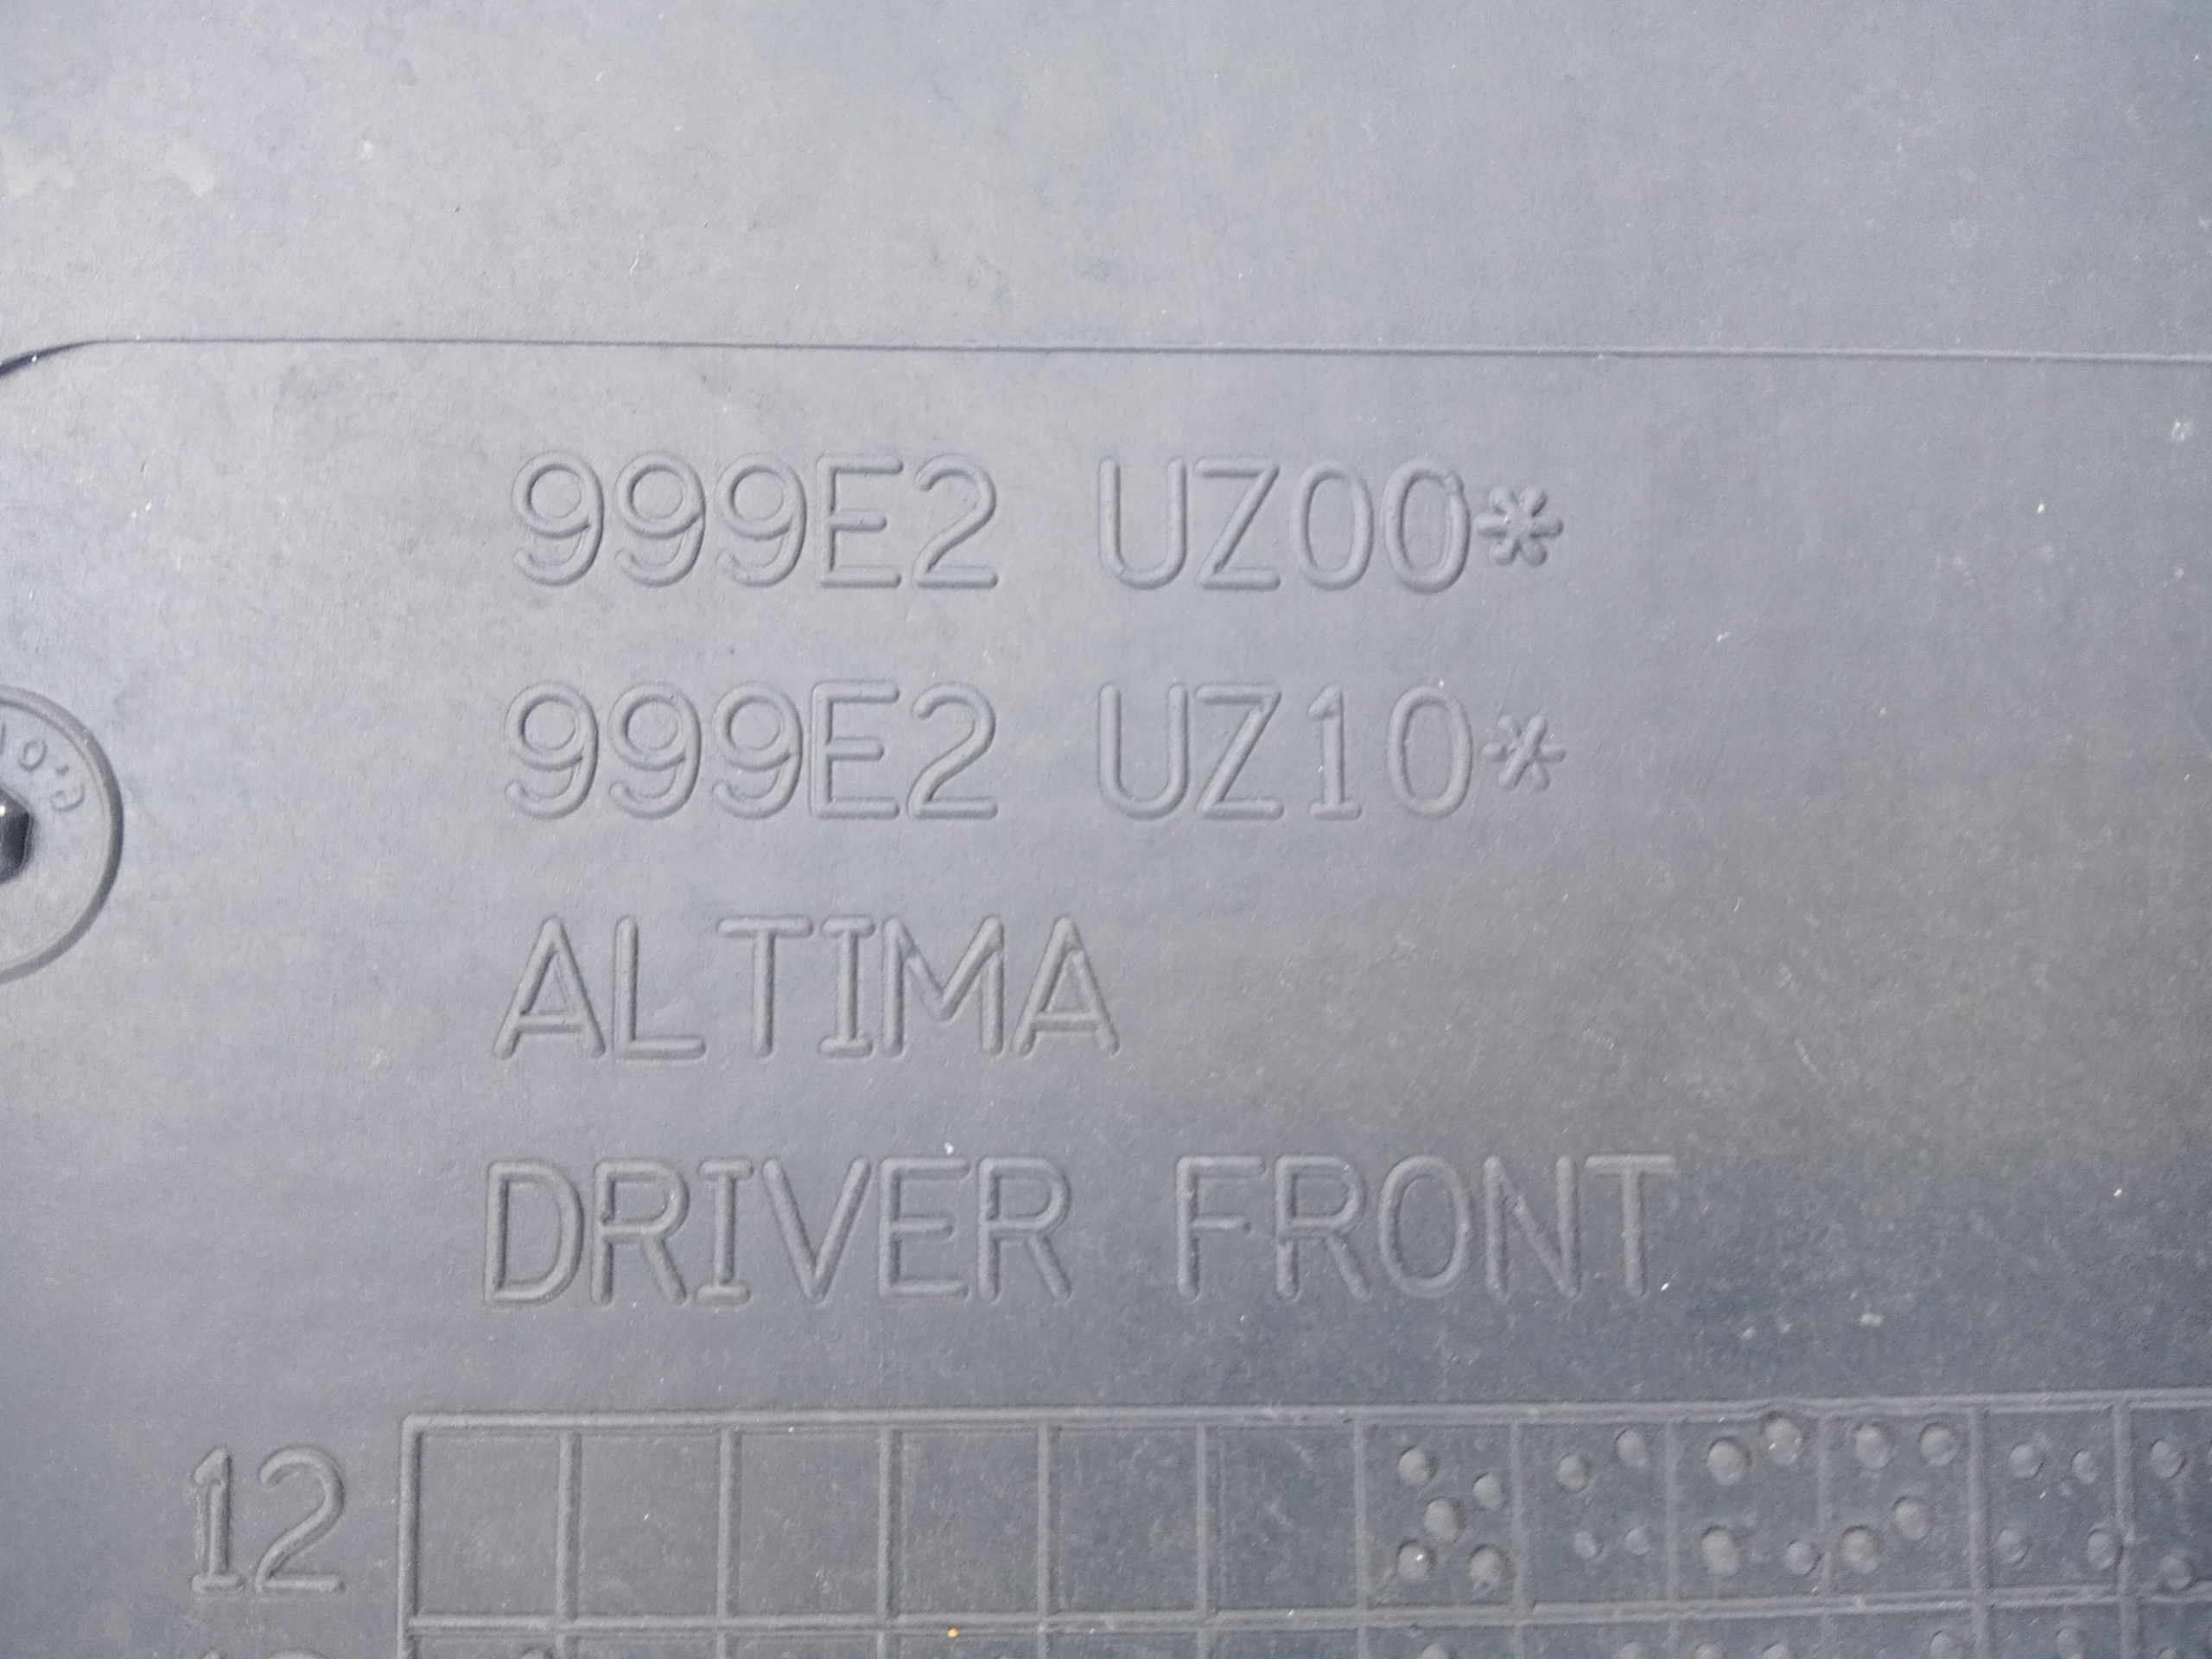 999E2 UZ00*
999E2 UZ10*
ALTIMA
DRIVER FRONT
12